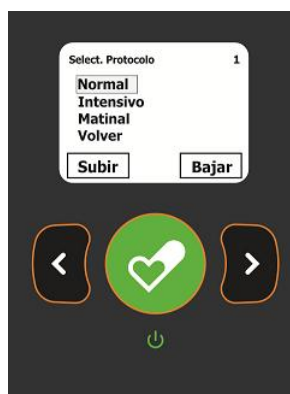 Select. Protocolo 1
Normal
Intensivo
Matinal
Volver
Subir Bajar